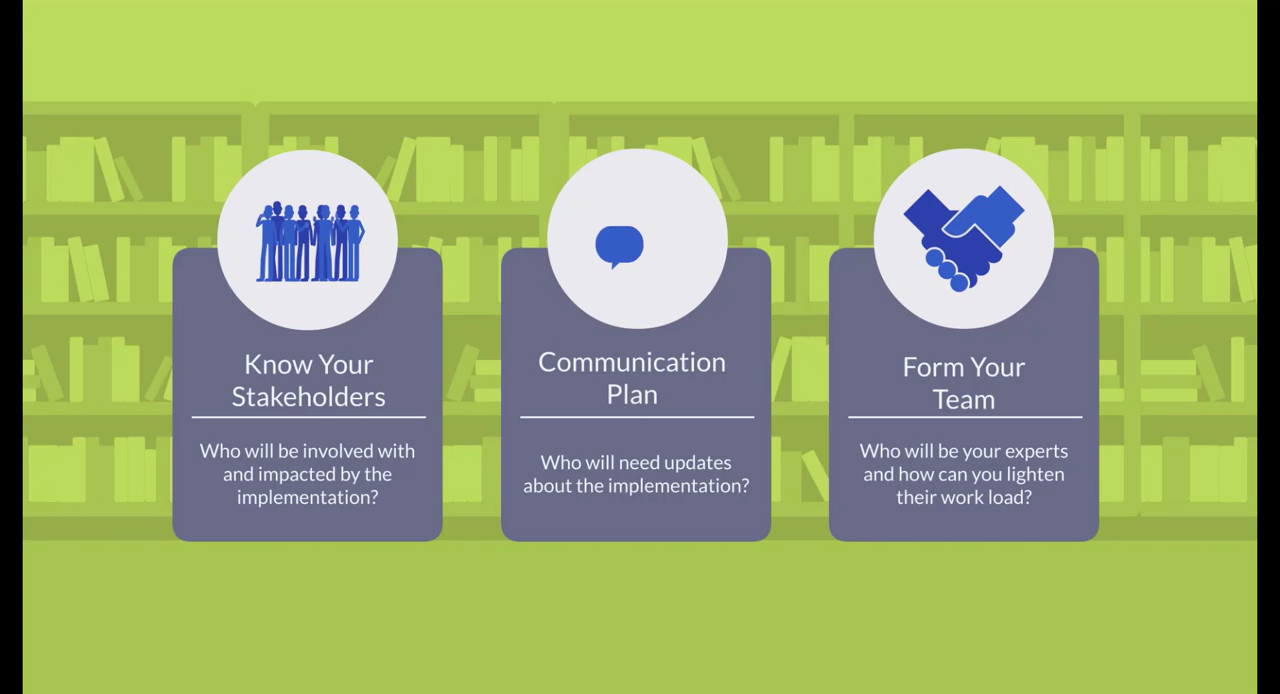 Know Your
Stakeholders
Who will be involved with
and impacted by the
implementation?
Communication
Plan
Who will need updates
about the implementation?
Form Your
Team
Who will be your experts
and how can you lighten
their work load?